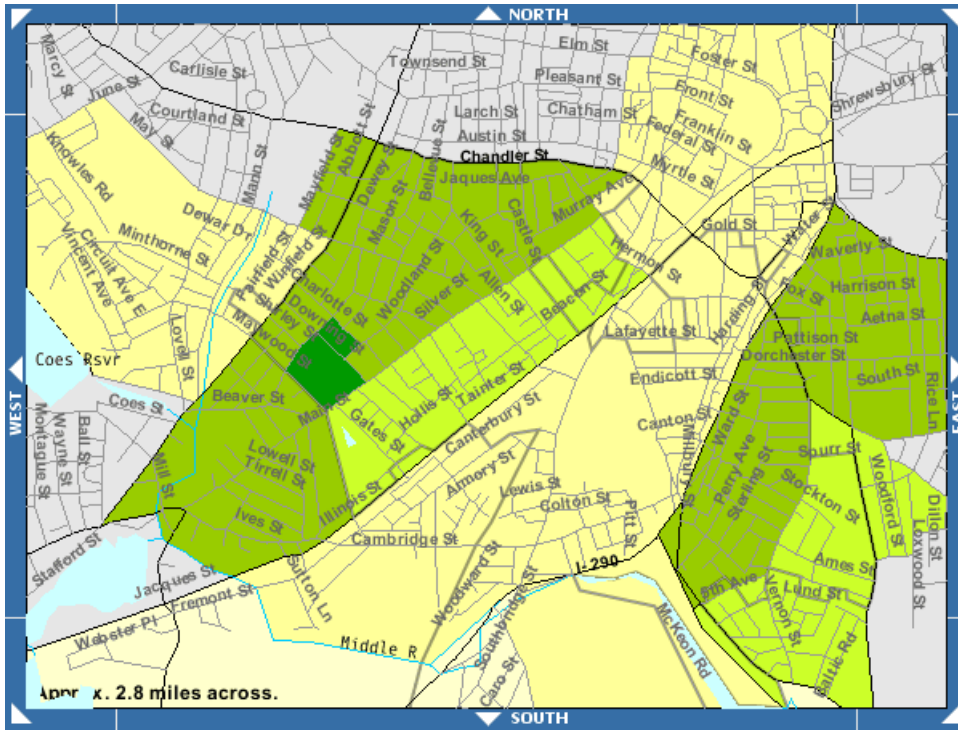 NORTH
Elm St
Foster St
Marcy St
Townsend St
Carlisle St
Pleasant St
June St
Front St
Shrewsbury St
Courtland St
Larch St
Chatham St
Franklin St
May St
Austin St
Federal St
Abbott St
Chandler St
Mayfield St
Dewey St
Bellevue St
Jaques Ave
Myrtle St
Knowles Rd
Mann St
Mason St
Murray Ave
Dewar Dr
King St
Castle St
Gold St
Water St
Minthorne St
Circuit Ave E
Vincent Ave
Fairfield St
Winfield St
Hermon St
Waverly St
Charlotte St
Woodland St
Silver St
Allen St
Beacon St
Fox St
Harrison St
Downing St
Shirley St
Maywood St
Harding St
Aetna St
Lovell St
Lafayette St
Pattison St
Dorchester St
Coes Rsvr
WEST
EAST
Endicott St
South St
Rice Ln
Coes St
Beaver St
Main St
Hollis St
Tainter St
Gates St
Canterbury St
Canton St
Millbury St
Ward St
Montague St
Wayne St
Ball St
Lowell St
Tirrell St
Mill St
Armory St
Perry Ave
Sterling St
Spurr St
Stockton St
Woodford St
Illinois St
Lewis St
Colton St
Pitt St
Dillon St
Loxwood St
Ives St
Cambridge St
Stafford St
I-290
Ames St
Jacques St
Sutton Ln
Woodward St
9th Ave
Lund St
Vernon St
Fremont St
Webster Pl
Middle R
Southbridge St
McKeon Rd
Baltic Rd
Caro St
Approx. 2.8 miles across.
SOUTH